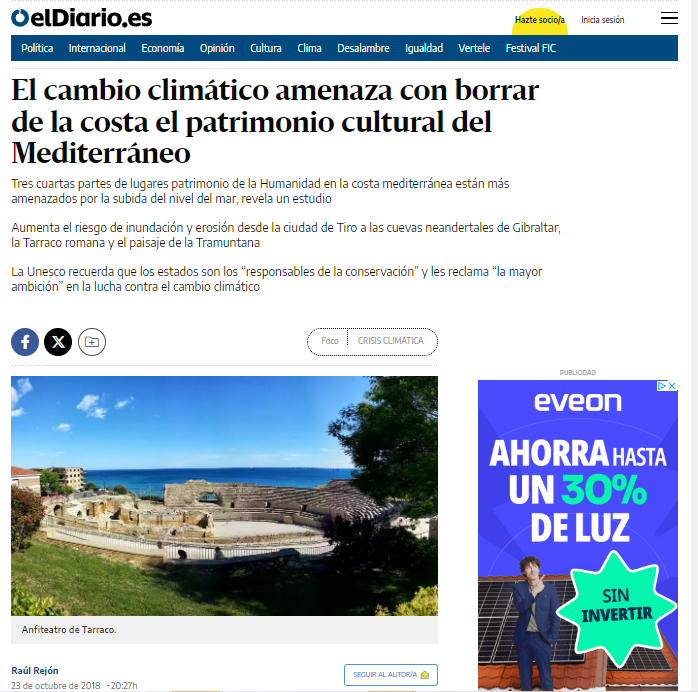 elDiario.es
Hazte socio/a
Inicia sesión
Política Internacional Economía Opinión Cultura Clima Desalambre Igualdad Vertele Festival FIC
El cambio climático amenaza con borrar
de la costa el patrimonio cultural del
Mediterráneo
Tres cuartas partes de lugares patrimonio de la Humanidad en la costa mediterránea están más
amenazados por la subida del nivel del mar, revela un estudio
Aumenta el riesgo de inundación y erosión desde la ciudad de Tiro a las cuevas neandertales de Gibraltar,
la Tarraco romana y el paisaje de la Tramuntana
La Unesco recuerda que los estados son los “responsables de la conservación” y les reclama “la mayor
ambición” en la lucha contra el cambio climático
Foco CRISIS CLIMÁTICA
Anfiteatro de Tarraco.
Raúl Rejón
23 de octubre de 2018 -20:27h
SEGUIR AL AUTOR/A
PUBLICIDAD
eveon
AHORRA HASTA
UN 30%
DE LUZ
SIN
INVERTIR